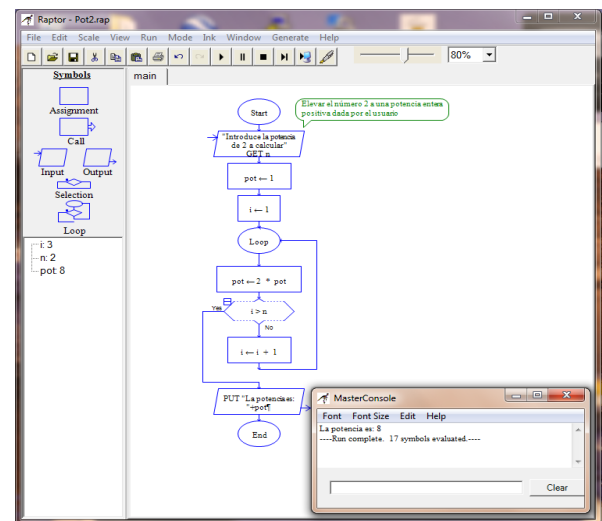 Raptor - Pot2.rap
File Edit Scale View Run Mode Ink Window Generate Help
80%
Symbols
Assignment
Call
Input Output
Selection
Loop
i: 3
n: 2
pot: 8
main
Start
Elevar el número 2 a una potencia entera
positiva dada por el usuario
"Introduce la potencia
da 2 a calcular"
GET n
pot ← 1
i ← 1
Loop
pot ← 2 * pot
Yes
i > n
No
i ← i + 1
PUT "La potencia es:
"+pot¶
End
MasterConsole
Font Font Size Edit Help
La potencia es: 8
----Run complete. 17 symbols evaluated.----
Clear